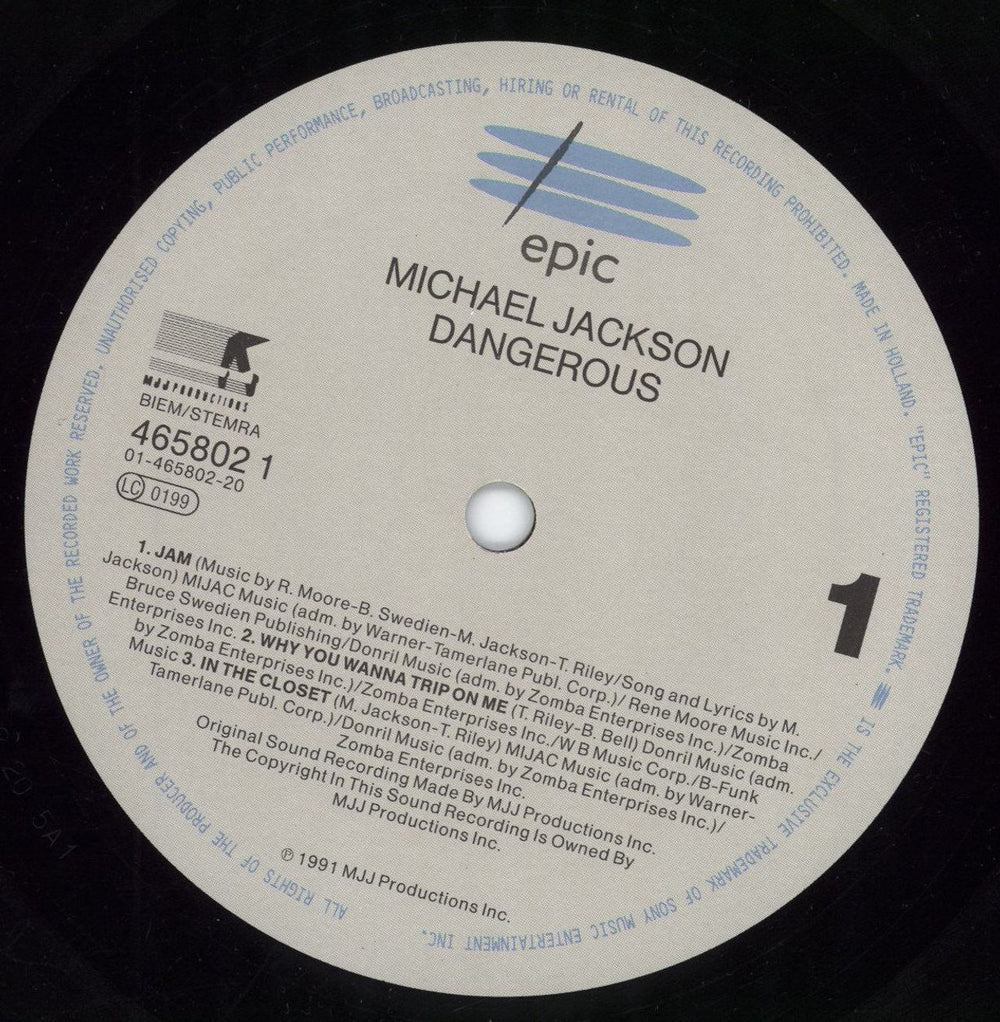 ALL RIGHTS OF THE PRODUCER AND OF THE OWNER OF THE RECORDED WORK RESERVED. UNAUTHORISED COPYING, PUBLIC PERFORMANCE, BROADCASTING, HIRING OR RENTAL OF THIS RECORDING PROHIBITED. MADE IN HOLLAND. "EPIC" REGISTERED TRADEMARK. IS THE EXCLUSIVE TRADEMARK OF SONY MUSIC ENTERTAINMENT INC.
epic
MICHAEL JACKSON
DANGEROUS
MJJ PRODUCTIONS
BIEM/STEMRA
465802 1
01-465802-20
LC 0199
1
1. JAM (Music by R. Moore-B. Swedien-M. Jackson-T. Riley/Song and Lyrics by M.
Jackson) MIJAC Music (adm. by Warner-Tamerlane Publ. Corp.)/ Rene Moore Music Inc./
Bruce Swedien Publishing/Donril Music (adm. by Zomba Enterprises Inc.)/Zomba
Enterprises Inc. 2. WHY YOU WANNA TRIP ON ME (T. Riley-B. Bell) Donril Music (adm.
by Zomba Enterprises Inc.)/Zomba Enterprises Inc./W B Music Corp./B-Funk
Music 3. IN THE CLOSET (M. Jackson-T. Riley) MIJAC Music (adm. by Warner-
Tamerlane Publ. Corp.)/Donril Music (adm. by Zomba Enterprises Inc.)/
Zomba Enterprises Inc.
Original Sound Recording Made By MJJ Productions Inc.
The Copyright In This Sound Recording Is Owned By
MJJ Productions Inc.
℗ 1991 MJJ Productions Inc.